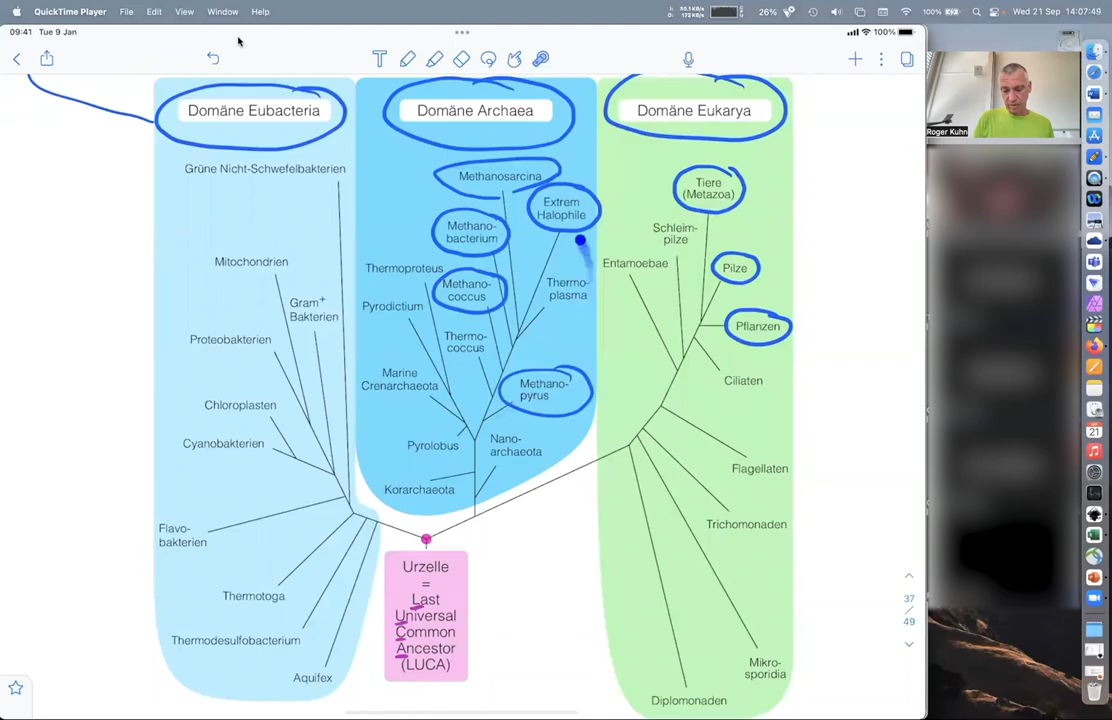 QuickTime Player File Edit View Window Help
26%
100%
Wed 21 Sep 14:07:49
09:41 Tue 9 Jan
100%
Roger Kuhn
Domäne Eubacteria
Grüne Nicht-Schwefelbakterien
Mitochondrien
Gram+
Bakterien
Proteobakterien
Chloroplasten
Cyanobakterien
Flavo-
bakterien
Thermotoga
Thermodesulfobacterium
Aquifex
Domäne Archaea
Methanosarcina
Extrem
Halophile
Methano-
bacterium
Thermoproteus
Methano-
coccus
Thermo-
plasma
Pyrodictium
Thermo-
coccus
Marine
Crenarchaeota
Methano-
pyrus
Pyrolobus
Nano-
archaeota
Korarchaeota
Urzelle
=
Last
Universal
Common
Ancestor
(LUCA)
Domäne Eukarya
Tiere
(Metazoa)
Schleim-
pilze
Entamoebae
Pilze
Pflanzen
Ciliaten
Flagellaten
Trichomonaden
Mikro-
sporidia
Diplomonaden
37
/
49
21